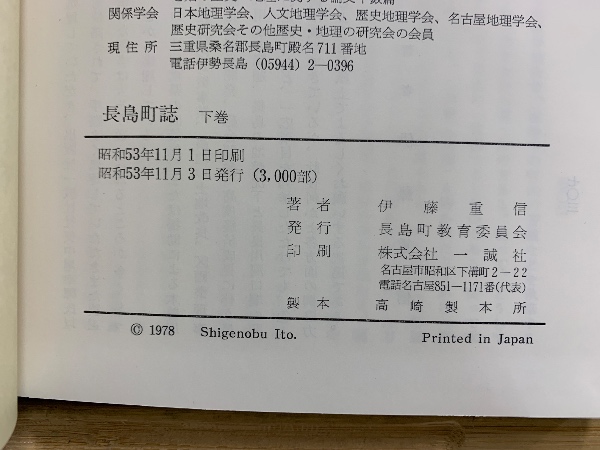 関係学会 日本地理学会、人文地理学会、歴史地理学会、名古屋地理学会、
歴史研究会その他歴史・地理の研究会の会員
現住所 三重県桑名郡長島町殿名711番地
電話伊勢長島(05944)2―0396
長島町誌 下巻
昭和53年11月1日印刷
昭和53年11月3日発行(3,000部)
著者 伊藤重信
発行 長島町教育委員会
印刷 株式会社 一誠社
名古屋市昭和区下溝町2―22
電話名古屋851―1171番(代表)
製本 高崎製本所
© 1978 Shigenobu Ito. Printed in Japan